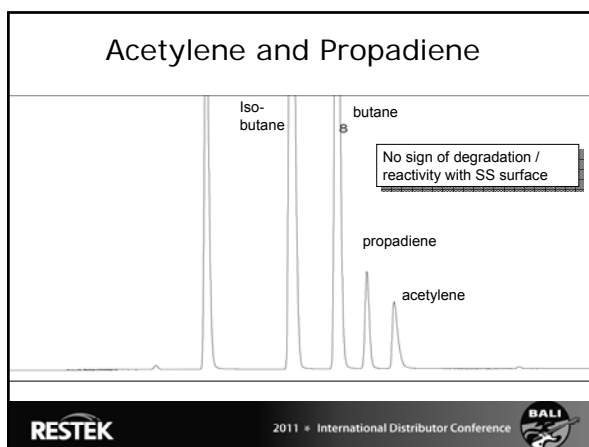 Acetylene and Propadiene
Iso-
butane
butane
8
No sign of degradation /
reactivity with SS surface
propadiene
acetylene
RESTEK
2011 * International Distributor Conference
BALI